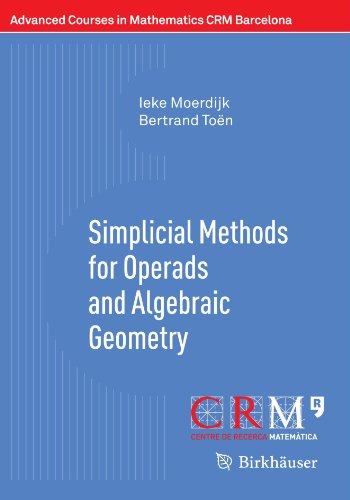 Advanced Courses in Mathematics CRM Barcelona
Ieke Moerdijk
Bertrand Toën
Simplicial Methods
for Operads
and Algebraic
Geometry
CRM
CENTRE DE RECERCA MATEMÀTICA
Birkhäuser